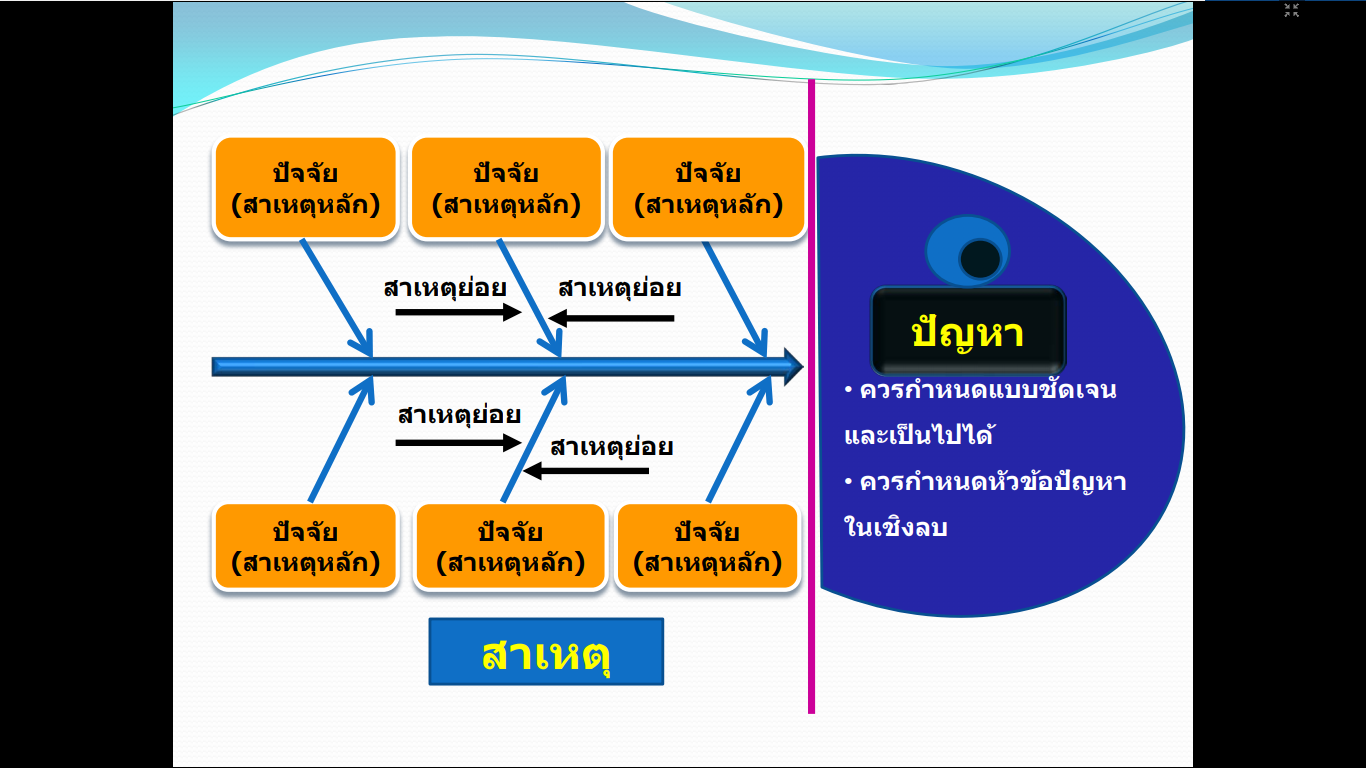 ปัจจัย
(สาเหตุหลัก)
ปัจจัย
(สาเหตุหลัก)
ปัจจัย
(สาเหตุหลัก)
สาเหตุย่อย
สาเหตุย่อย
สาเหตุย่อย
สาเหตุย่อย
ปัจจัย
(สาเหตุหลัก)
ปัจจัย
(สาเหตุหลัก)
ปัจจัย
(สาเหตุหลัก)
สาเหตุ
ปัญหา
• ควรกำหนดแบบชัดเจน
และเป็นไปได้
• ควรกำหนดหัวข้อปัญหา
ในเชิงลบ